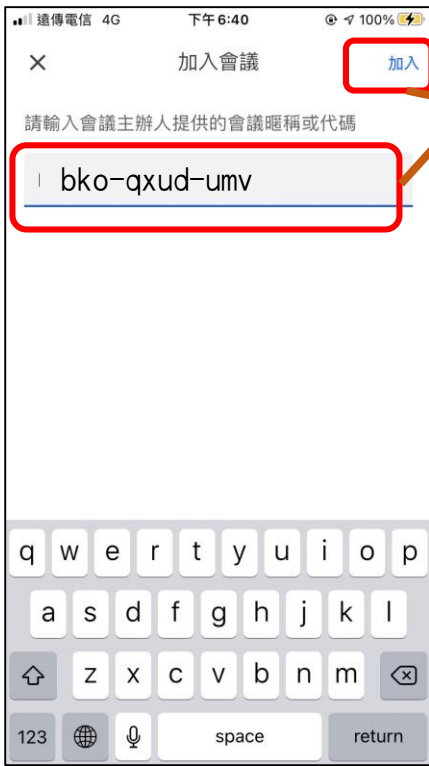 遠傳電信 4G 下午6:40 100%
加入會議 加入
請輸入會議主辦人提供的會議暱稱或代碼
bko-qxud-umv
q w e r t y u i o p
a s d f g h j k l
z x c v b n m
123 space return